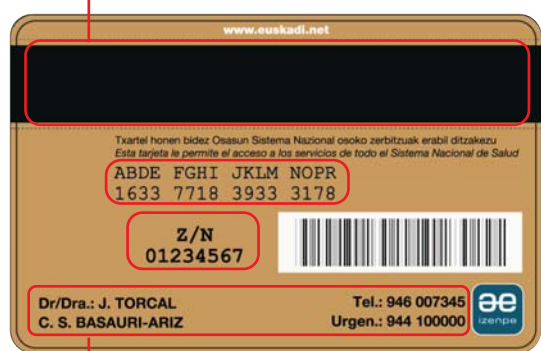 www.euskadi.net
Txartel honen bidez Osasun Sistema Nazional osoko zerbitzuak erabil ditzakezu
Esta tarjeta le permite el acceso a los servicios de todo el Sistema Nacional de Salud
ABDE FGHI JKLM NOPR
1633 7718 3933 3178
Z/N
01234567
Dr/Dra.: J. TORCAL
C. S. BASAURI-ARIZ
Tel.: 946 007345
Urgen.: 944 100000
izenpe